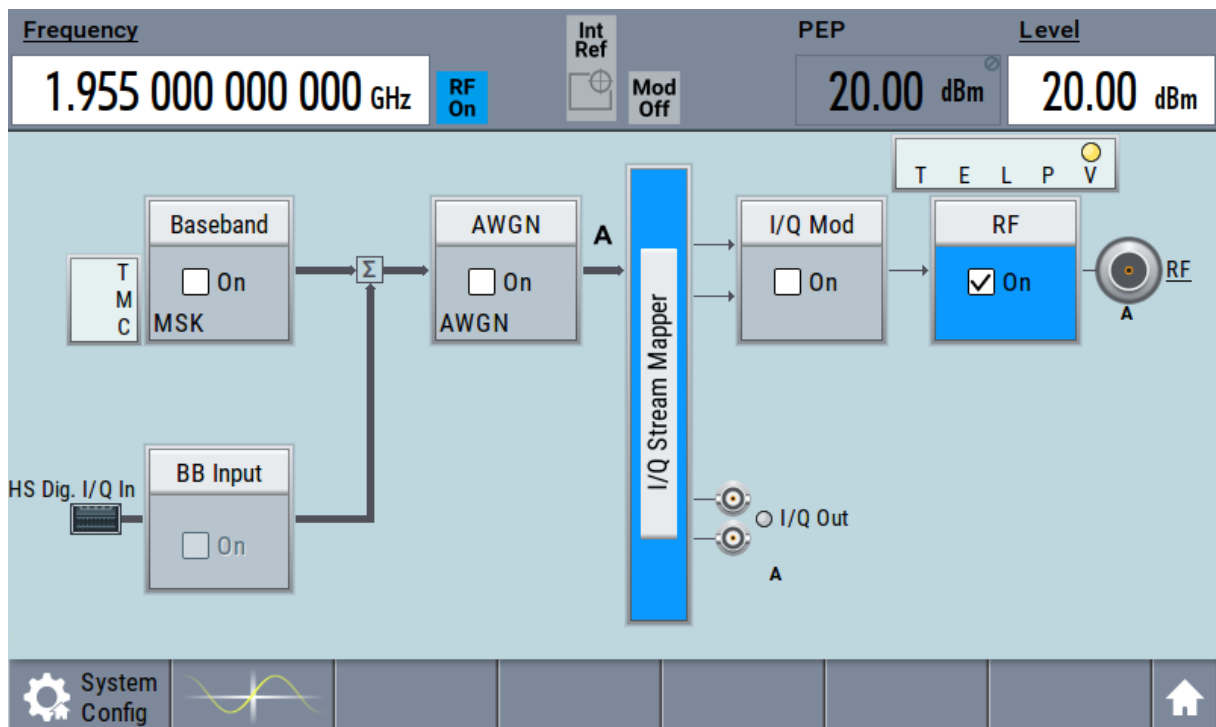 Frequency
Int
Ref
PEP
Level
1.955 000 000 000 GHz
RF
On
Mod
Off
20.00 dBm
20.00 dBm
T E L P V
Baseband
AWGN
A
I/Q Mod
RF
T
M
C
On
MSK
Σ
On
AWGN
I/Q Stream Mapper
On
On
RF
A
HS Dig. I/Q In
BB Input
On
I/Q Out
A
System
Config